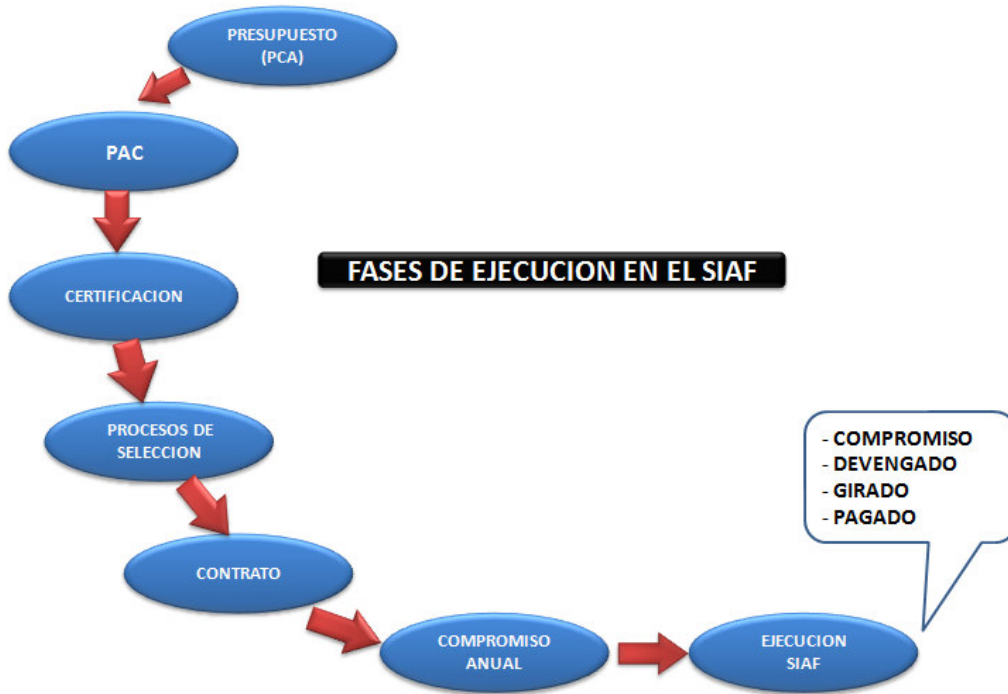 PRESUPUESTO
(PCA)
PAC
CERTIFICACION
FASES DE EJECUCION EN EL SIAF
PROCESOS DE
SELECCION
CONTRATO
COMPROMISO
ANUAL
EJECUCION
SIAF
- COMPROMISO
- DEVENGADO
- GIRADO
- PAGADO